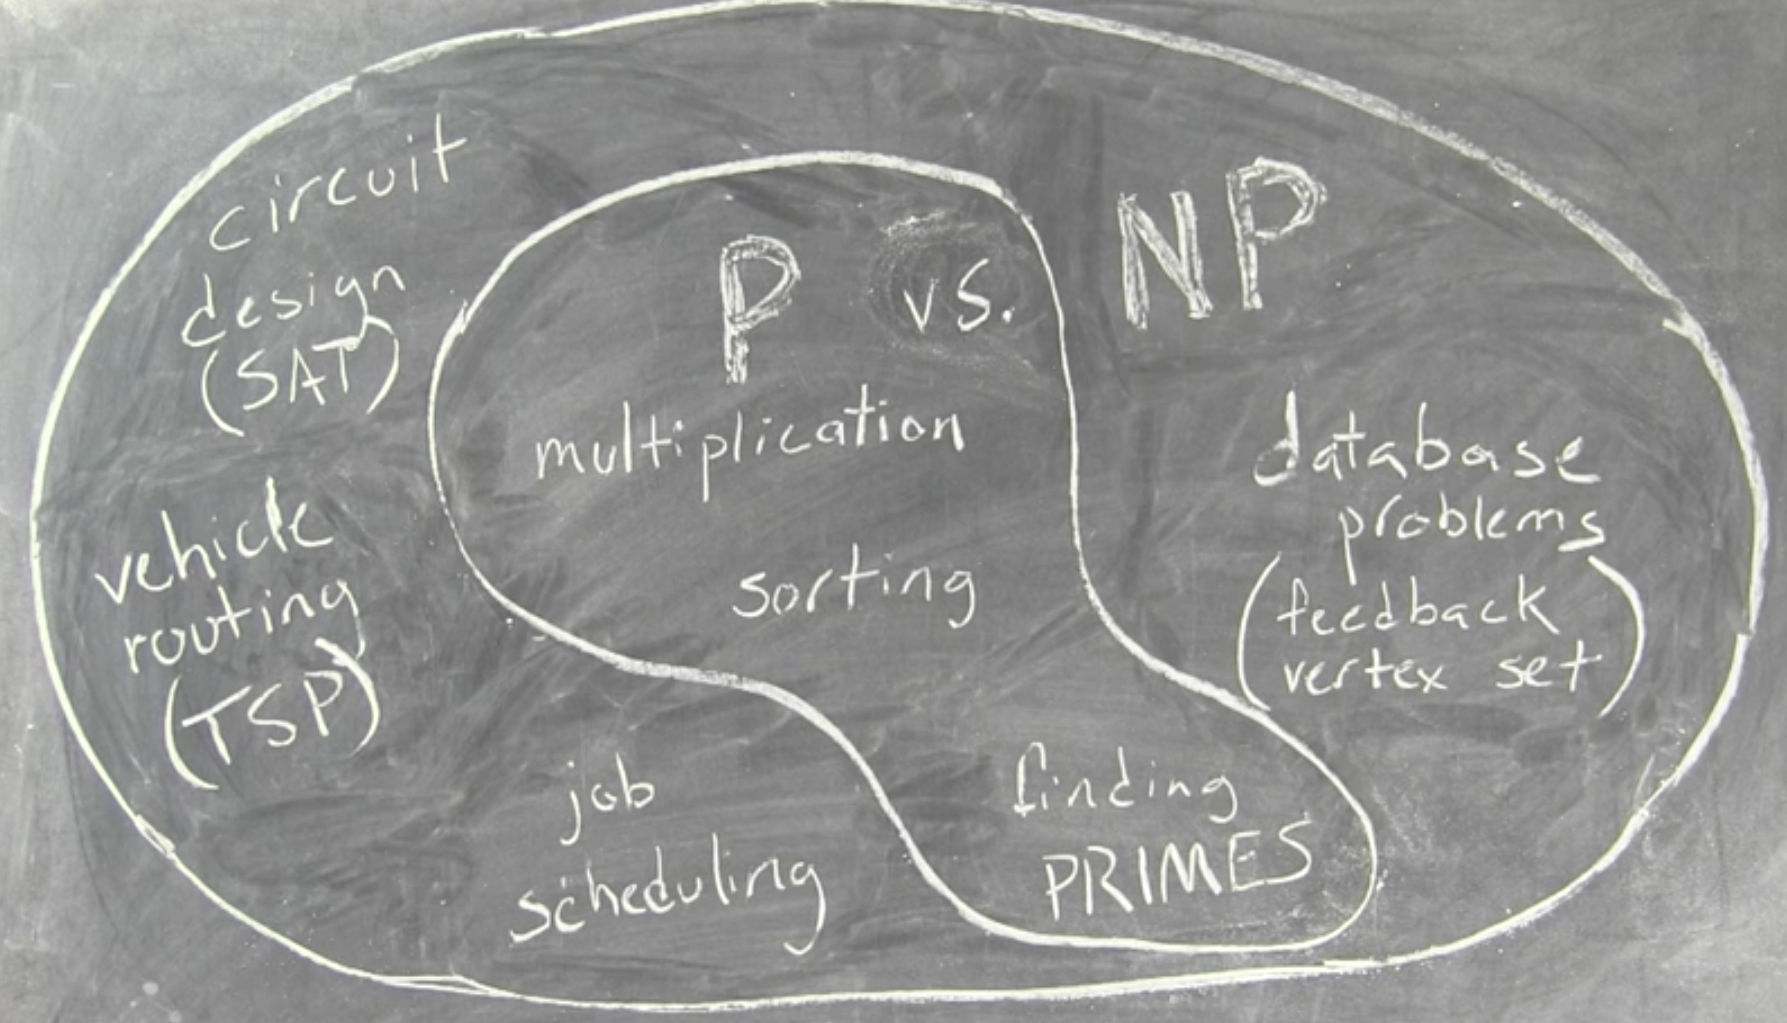 P vs. NP
circuit
design
(SAT)
multiplication
database
problems
(feedback
vertex set)
vehicle
routing
(TSP)
sorting
job
scheduling
finding
PRIMES